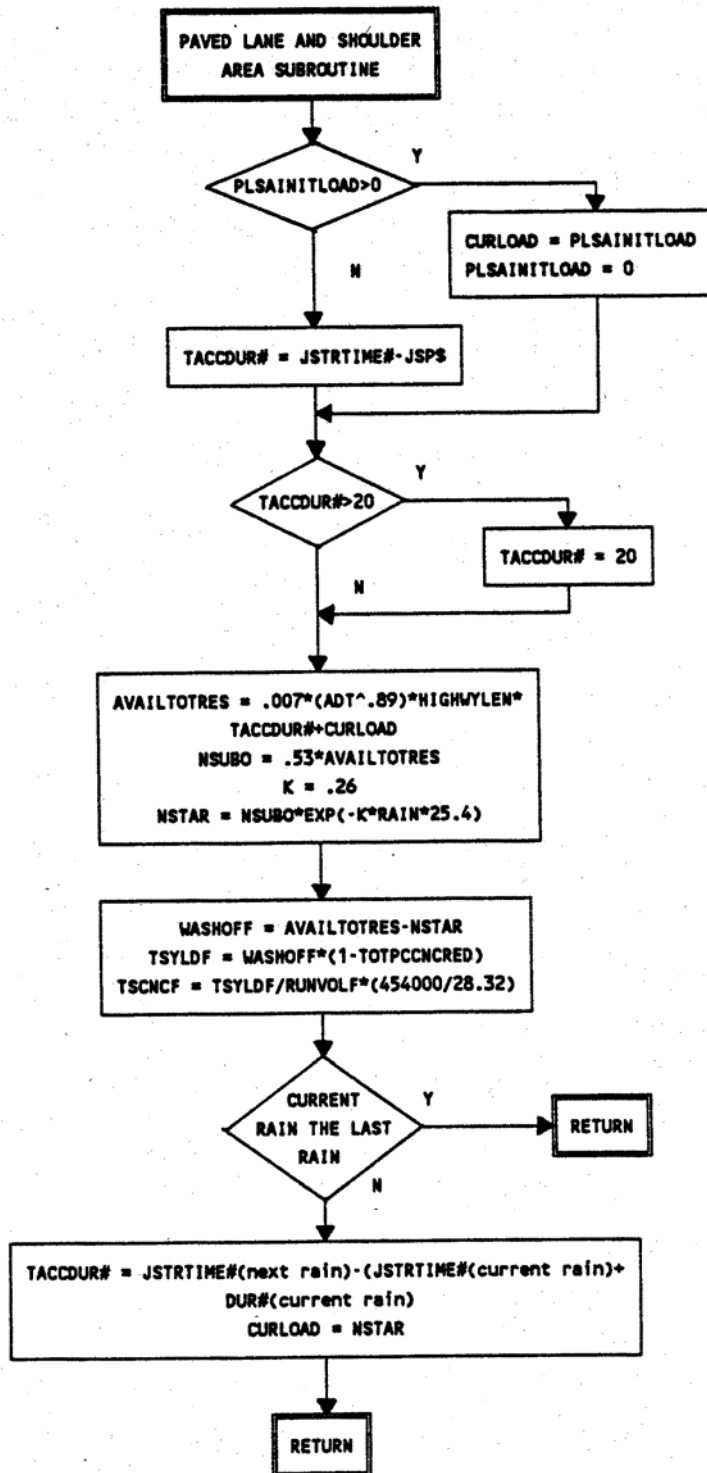 PAVED LANE AND SHOULDER
AREA SUBROUTINE
PLSAINITLOAD>0
Y
CURLOAD = PLSAINITLOAD
PLSAINITLOAD = 0
N
TACCDUR# = JSTRTIME#-JSPS
TACCDUR#>20
Y
TACCDUR# = 20
N
AVAILTOTRES = .007*(ADT^.89)*HIGHWYLEN*
TACCDUR#+CURLOAD
NSUBO = .53*AVAILTOTRES
K = .26
NSTAR = NSUBO*EXP(-K*RAIN*25.4)
WASHOFF = AVAILTOTRES-NSTAR
TSYLDF = WASHOFF*(1-TOTPCCNCRED)
TSCNCF = TSYLDF/RUNVOLF*(454000/28.32)
CURRENT
RAIN THE LAST
RAIN
Y
RETURN
N
TACCDUR# = JSTRTIME#(next rain)-(JSTRTIME#(current rain)+
DUR#(current rain)
CURLOAD = NSTAR
RETURN